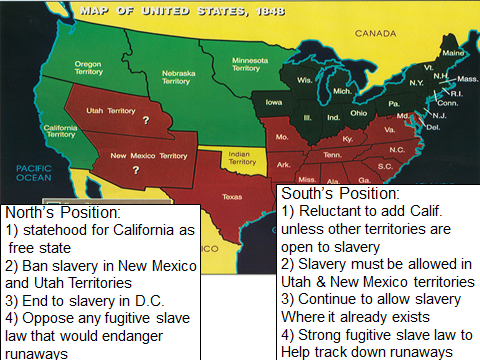 MAP OF UNITED STATES, 1848
CANADA
Oregon
Territory
Minnesota
Territory
Nebraska
Territory
Maine
Vt.
N.H.
Mass.
Wis.
Mich.
N.Y.
R.I.
Conn.
Iowa
Ill.
Ind.
Ohio
Pa.
N.J.
Md.
Del.
Utah Territory
?
California
Territory
New Mexico Territory
?
Indian
Territory
Mo.
Ky.
Va.
N.C.
Tenn.
Ark.
S.C.
Miss.
Ala.
Ga.
Texas
PACIFIC
OCEAN
North's Position:
1) statehood for California as
free state
2) Ban slavery in New Mexico
and Utah Territories
3) End to slavery in D.C.
4) Oppose any fugitive slave
law that would endanger
runaways
South's Position:
1) Reluctant to add Calif.
unless other territories are
open to slavery
2) Slavery must be allowed in
Utah & New Mexico territories
3) Continue to allow slavery
Where it already exists
4) Strong fugitive slave law to
Help track down runaways